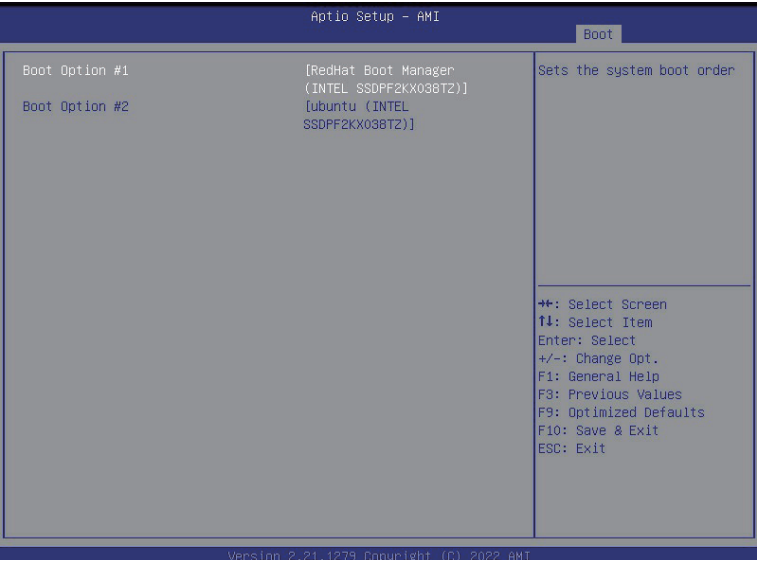 Aptio Setup – AMI
Boot
Boot Option #1 [RedHat Boot Manager
(INTEL SSDPF2KX038TZ)]
Boot Option #2 [ubuntu (INTEL
SSDPF2KX038TZ)]
Sets the system boot order
→←: Select Screen
↑↓: Select Item
Enter: Select
+/-: Change Opt.
F1: General Help
F3: Previous Values
F9: Optimized Defaults
F10: Save & Exit
ESC: Exit
Version 2.21.1279 Copyright (C) 2022 AMI